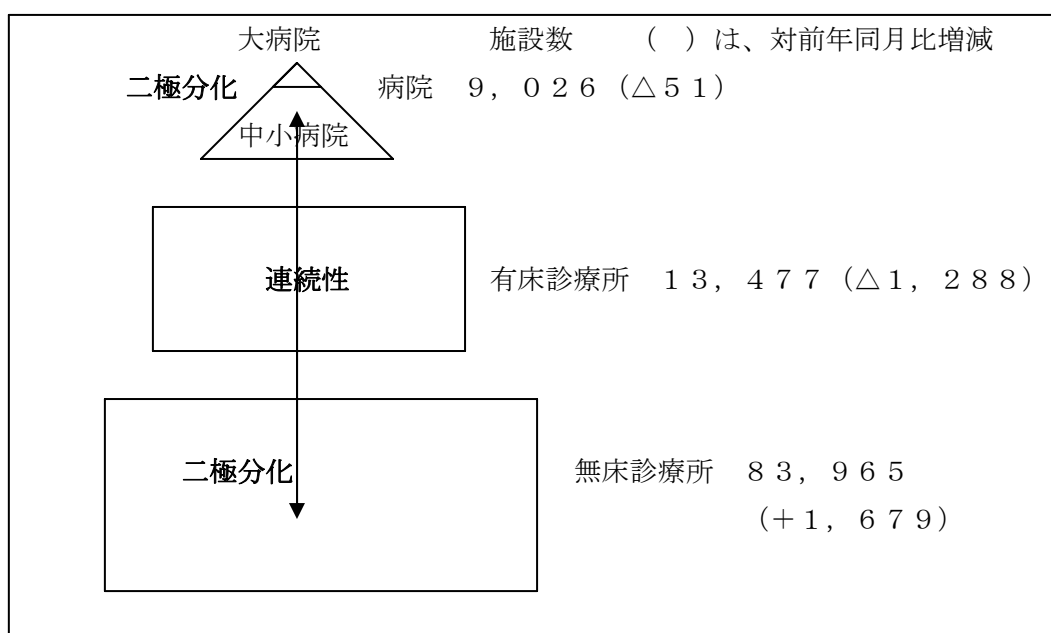 大病院　　施設数　　（　）は、対前年同月比増減
二極分化　病院　９，０２６（△５１）
中小病院
連続性　有床診療所　１３，４７７（△１，２８８）
二極分化　無床診療所　８３，９６５
（＋１，６７９）